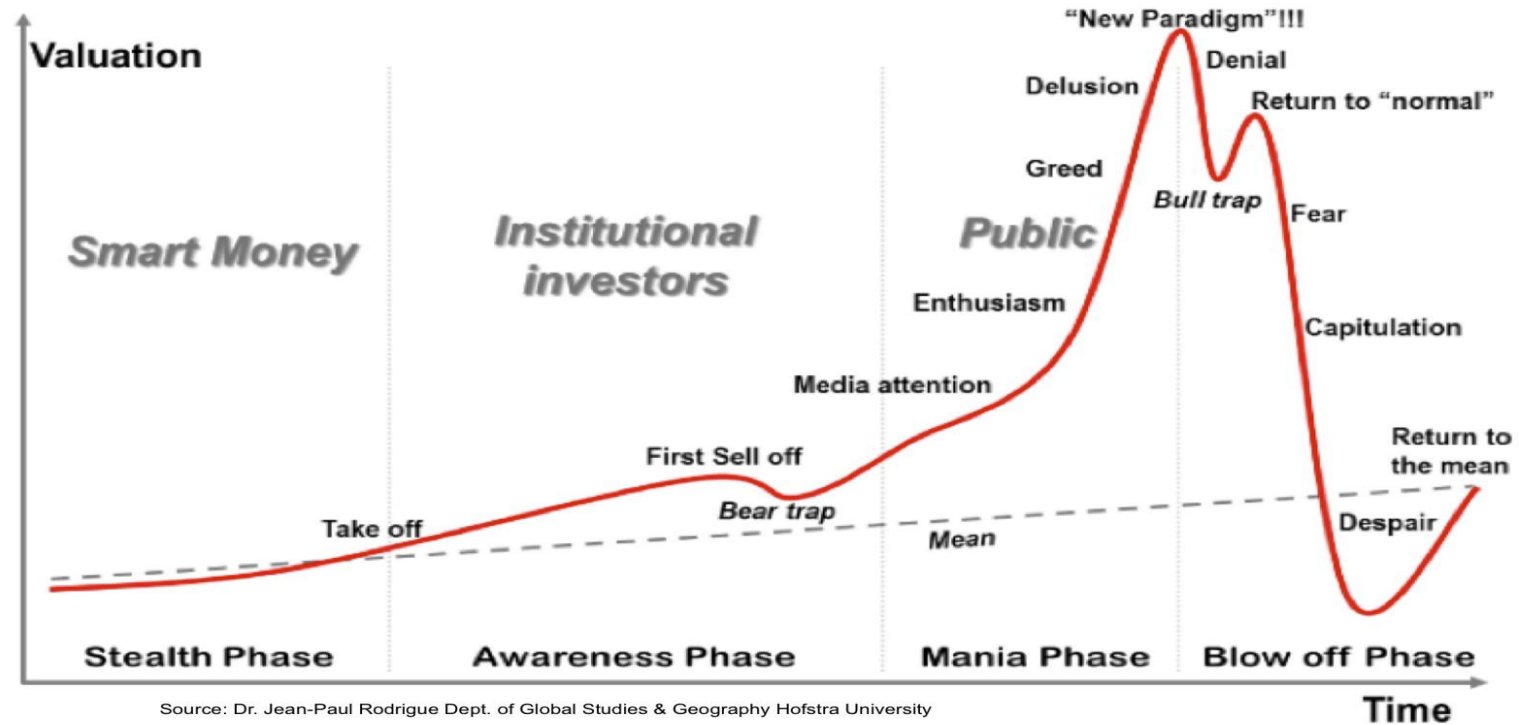 “New Paradigm”!!!
Valuation
Denial
Delusion
Return to “normal”
Greed
Bull trap
Fear
Smart Money
Institutional
investors
Public
Enthusiasm
Capitulation
Media attention
First Sell off
Return to
the mean
Bear trap
Take off
Despair
Mean
Stealth Phase
Awareness Phase
Mania Phase
Blow off Phase
Time
Source: Dr. Jean-Paul Rodrigue Dept. of Global Studies & Geography Hofstra University